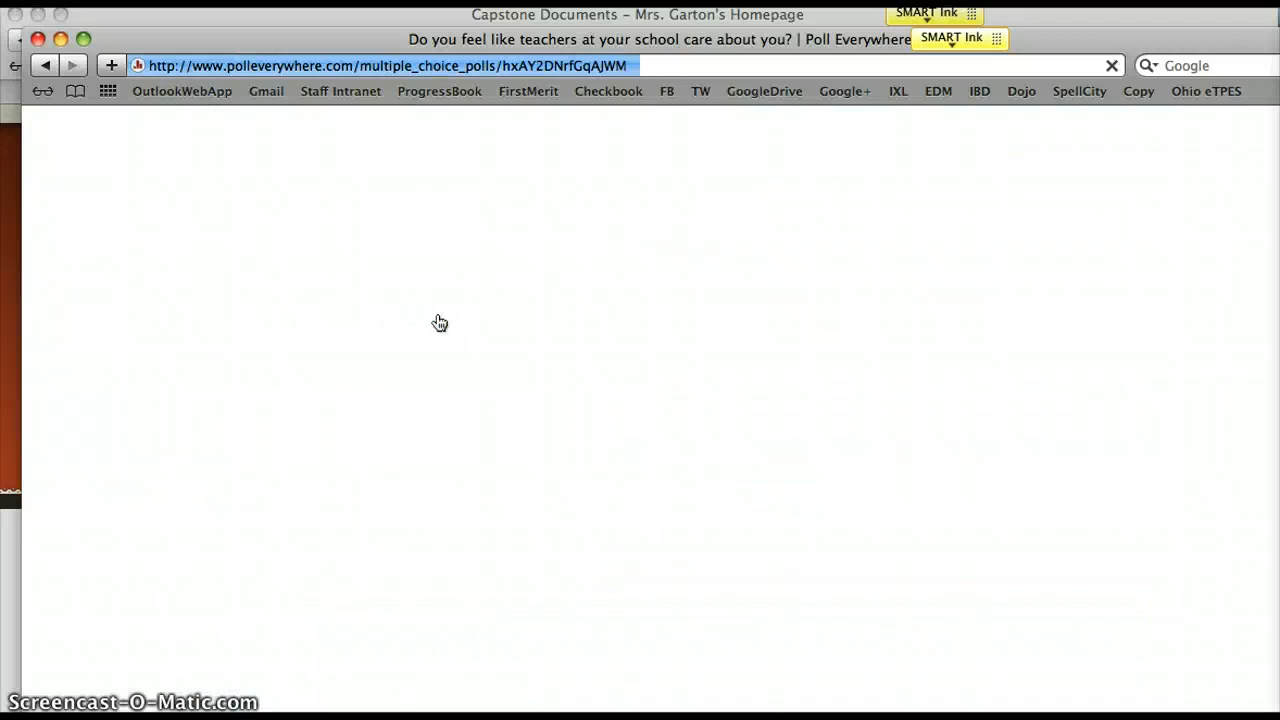 Capstone Documents – Mrs. Garton's Homepage
SMART Ink
Do you feel like teachers at your school care about you? | Poll Everywhere
SMART Ink
http://www.polleverywhere.com/multiple_choice_polls/hxAY2DNrfGqAJWM
Google
OutlookWebApp Gmail Staff Intranet ProgressBook FirstMerit Checkbook FB TW GoogleDrive Google+ IXL EDM IBD Dojo SpellCity Copy Ohio eTPES
Screencast-O-Matic.com